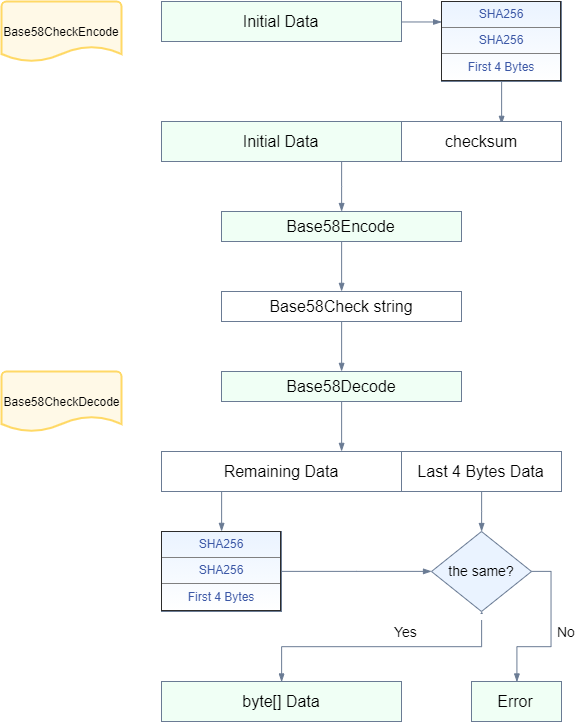 Base58CheckEncode
Initial Data
SHA256
SHA256
First 4 Bytes
Initial Data
checksum
Base58Encode
Base58Check string
Base58CheckDecode
Base58Decode
Remaining Data
Last 4 Bytes Data
SHA256
SHA256
First 4 Bytes
the same?
Yes
No
byte[] Data
Error